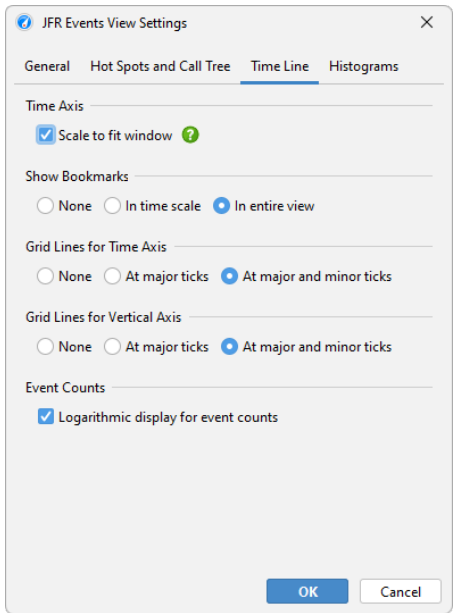 JFR Events View Settings
General Hot Spots and Call Tree Time Line Histograms
Time Axis
Scale to fit window ?
Show Bookmarks
None In time scale In entire view
Grid Lines for Time Axis
None At major ticks At major and minor ticks
Grid Lines for Vertical Axis
None At major ticks At major and minor ticks
Event Counts
Logarithmic display for event counts
OK Cancel